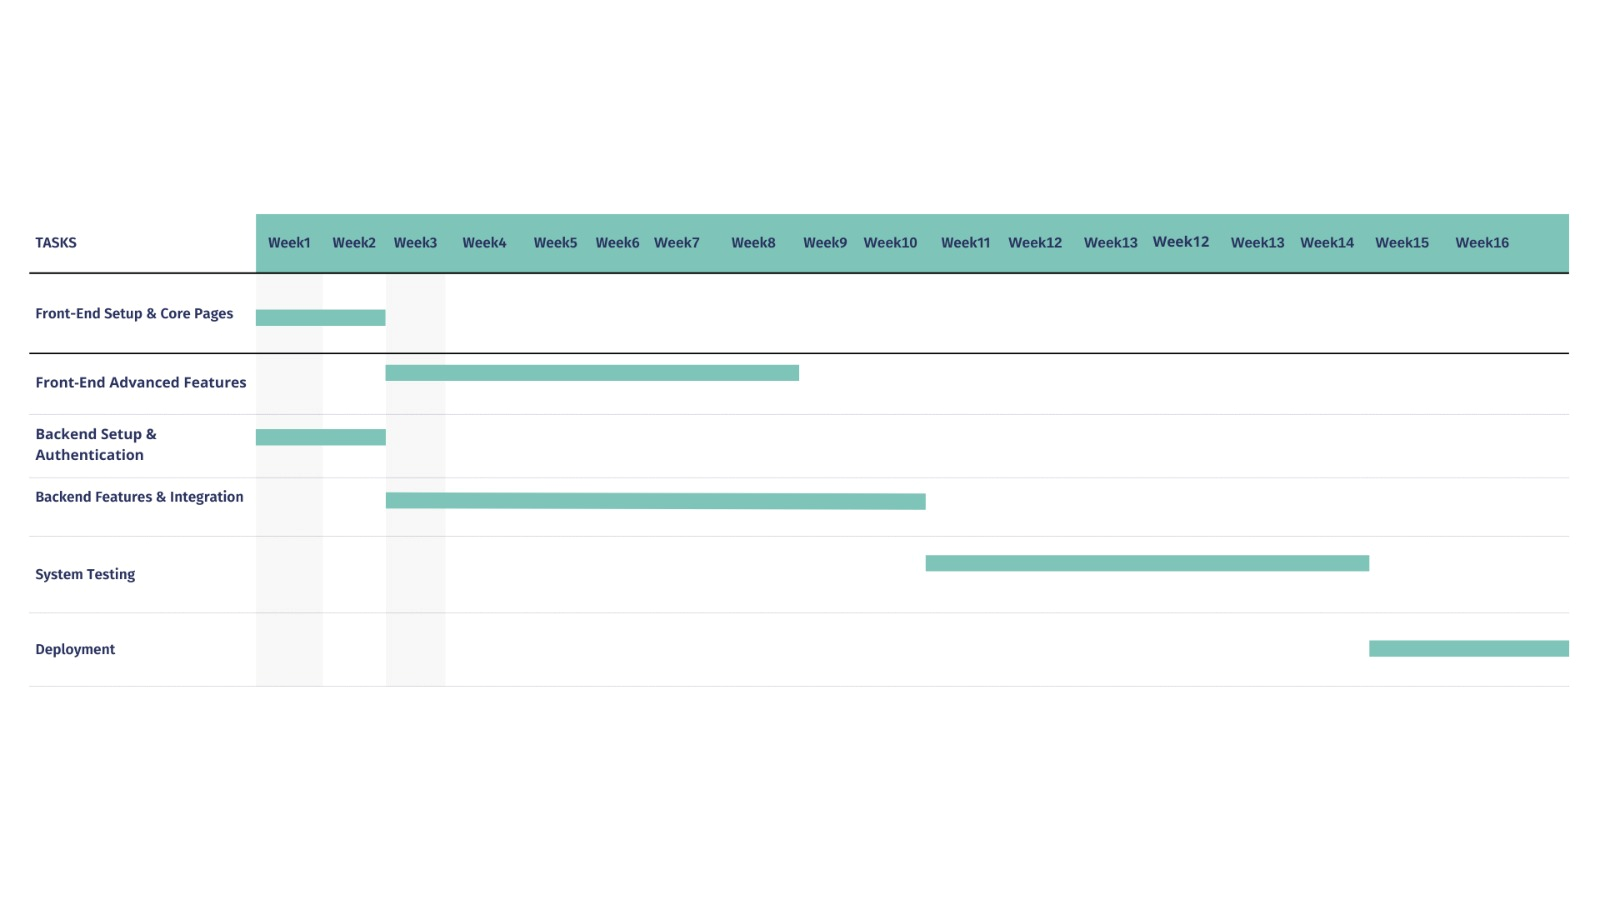 TASKS Week1 Week2 Week3 Week4 Week5 Week6 Week7 Week8 Week9 Week10 Week11 Week12 Week13 Week12 Week13 Week14 Week15 Week16
Front-End Setup & Core Pages
Front-End Advanced Features
Backend Setup &
Authentication
Backend Features & Integration
System Testing
Deployment